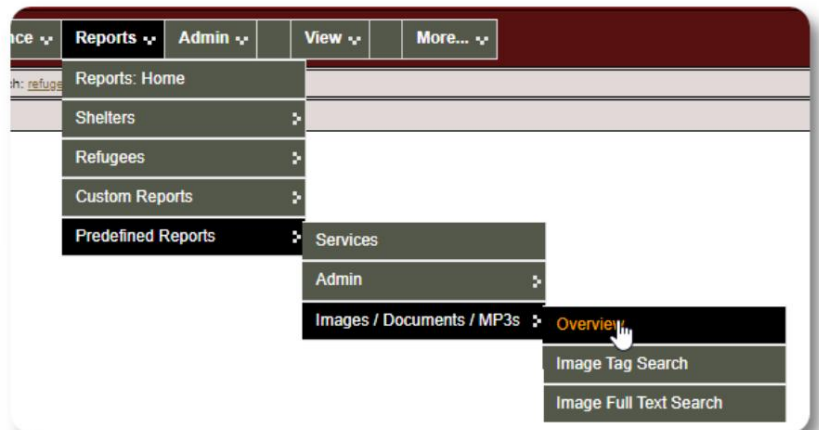 nce Reports Admin View More...
ch: refuge
Reports: Home
Shelters
Refugees
Custom Reports
Predefined Reports
Services
Admin
Images / Documents / MP3s
Overview
Image Tag Search
Image Full Text Search